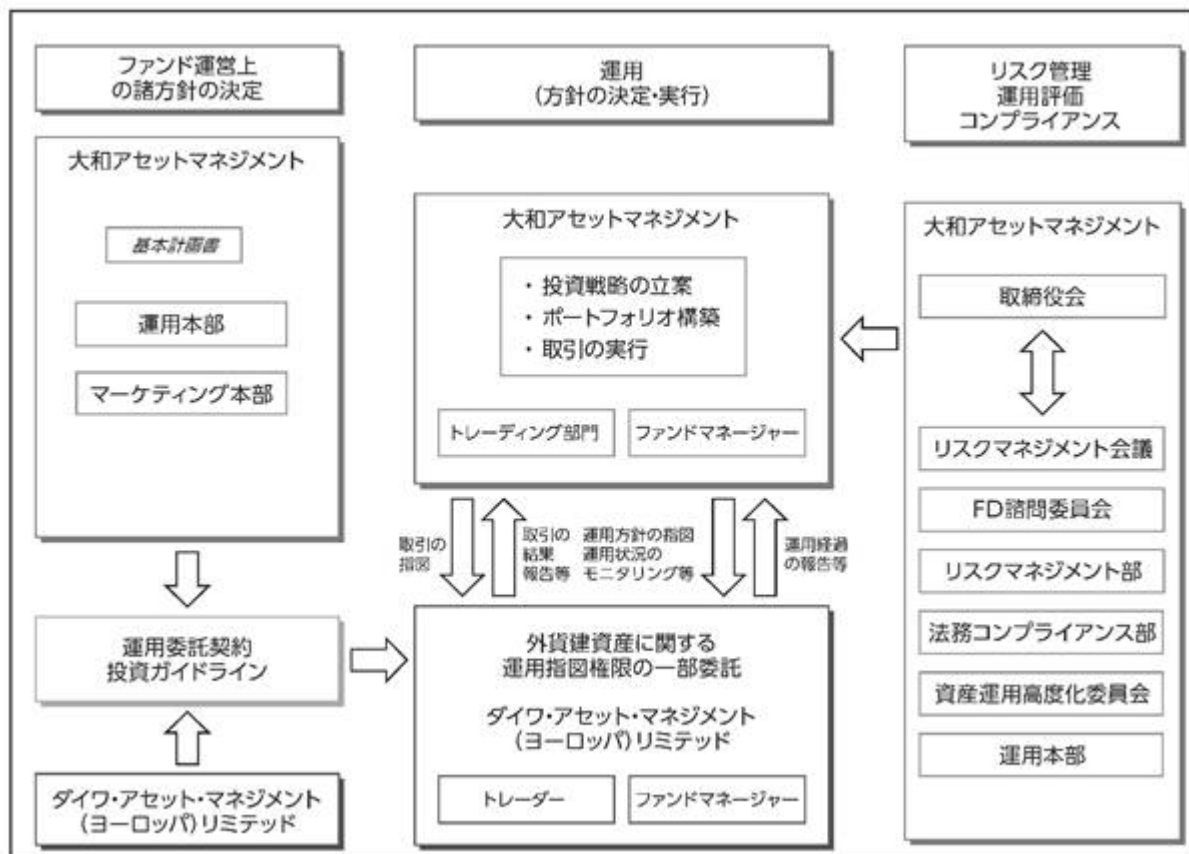 ファンド運営上
の諸方針の決定
大和アセットマネジメント
基本計画書
運用本部
マーケティング本部
運用委託契約
投資ガイドライン
ダイワ・アセット・マネジメント
(ヨーロッパ)リミテッド
運用
(方針の決定・実行)
大和アセットマネジメント
・ 投資戦略の立案
・ ポートフォリオ構築
・ 取引の実行
トレーディング部門
ファンドマネージャー
取引の
指図
取引の
結果
報告等
運用方針の指図
運用状況の
モニタリング等
運用経過
の報告等
外貨建資産に関する
運用指図権限の一部委託
ダイワ・アセット・マネジメント
(ヨーロッパ)リミテッド
トレーダー
ファンドマネージャー
リスク管理
運用評価
コンプライアンス
大和アセットマネジメント
取締役会
リスクマネジメント会議
FD諮問委員会
リスクマネジメント部
法務コンプライアンス部
資産運用高度化委員会
運用本部